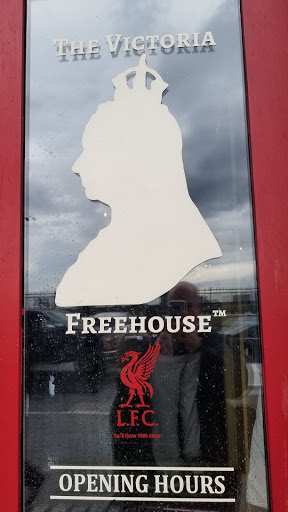 The Victoria
Freehouse™
L.F.C.
You'll Never Walk Alone
OPENING HOURS